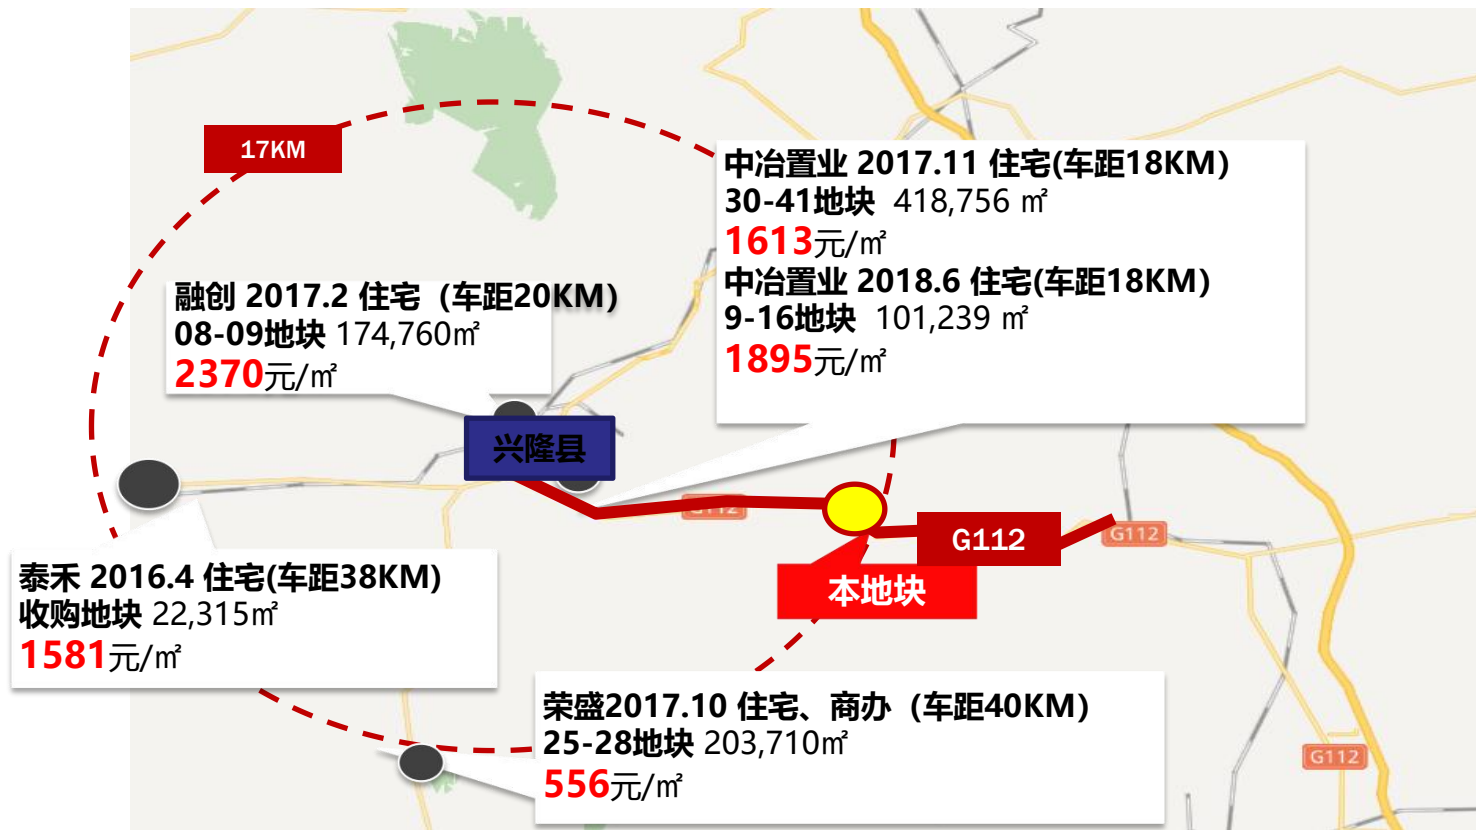 17KM
中冶置业 2017.11 住宅(车距18KM)
30-41地块 418,756 ㎡
1613元/㎡
中冶置业 2018.6 住宅(车距18KM)
9-16地块 101,239 ㎡
1895元/㎡
融创 2017.2 住宅（车距20KM）
08-09地块 174,760㎡
2370元/㎡
兴隆县
G112
G112
G112
本地块
泰禾 2016.4 住宅(车距38KM)
收购地块 22,315㎡
1581元/㎡
荣盛2017.10 住宅、商办（车距40KM）
25-28地块 203,710㎡
556元/㎡
G112